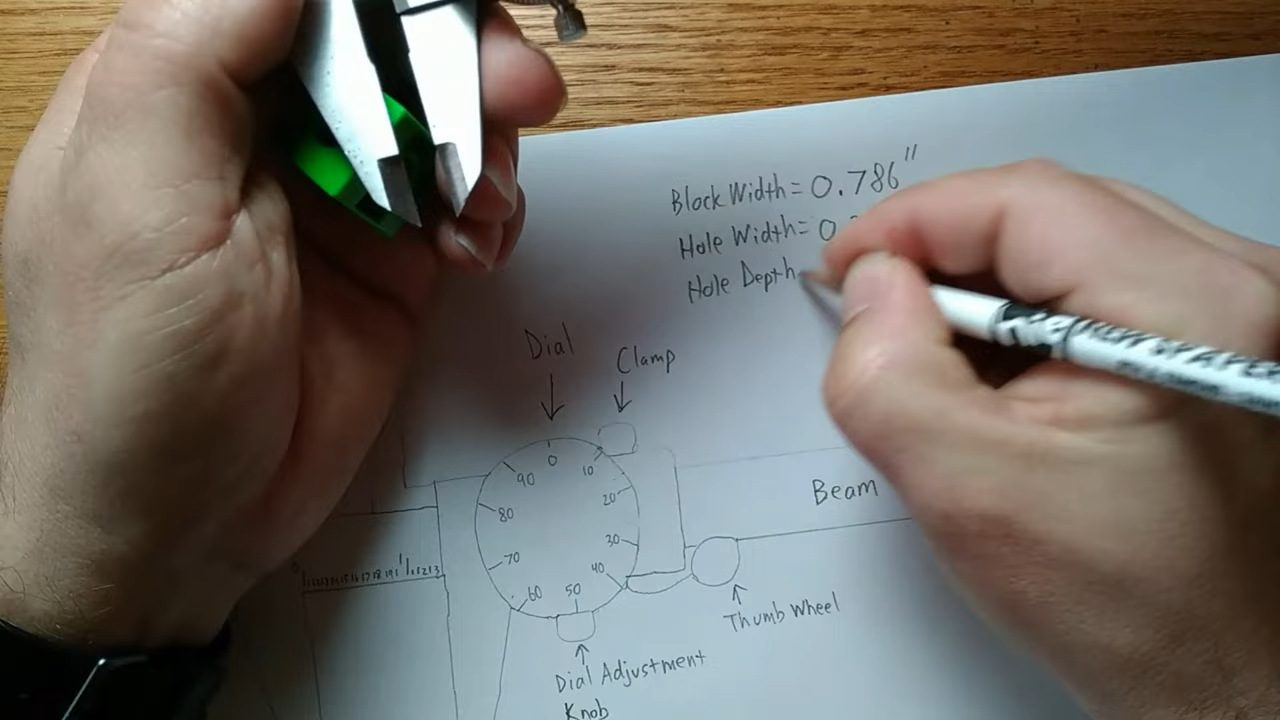 Block Width = 0.786"
Hole Width = 0
Hole Depth
Dial
Clamp
0
10
20
30
40
50
60
70
80
90
Beam
Thumb Wheel
Dial Adjustment
Knob